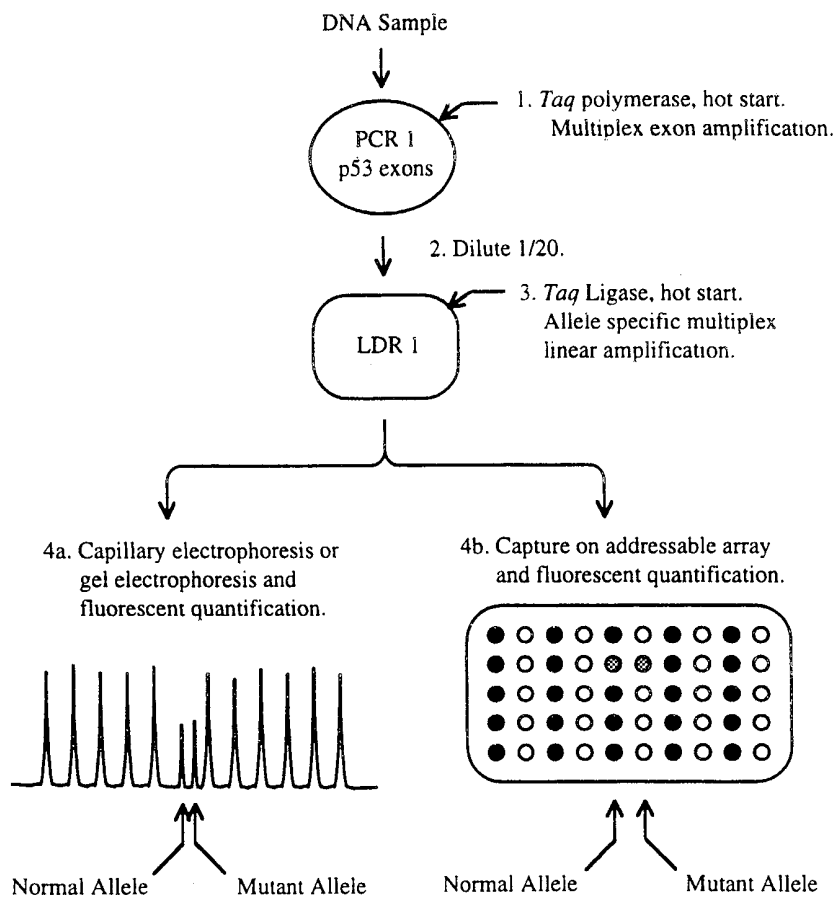 DNA Sample
1. Taq polymerase, hot start.
Multiplex exon amplification.
PCR 1
p53 exons
2. Dilute 1/20.
3. Taq Ligase, hot start.
Allele specific multiplex
linear amplification.
LDR 1
4a. Capillary electrophoresis or
gel electrophoresis and
fluorescent quantification.
4b. Capture on addressable array
and fluorescent quantification.
Normal Allele
Mutant Allele
Normal Allele
Mutant Allele